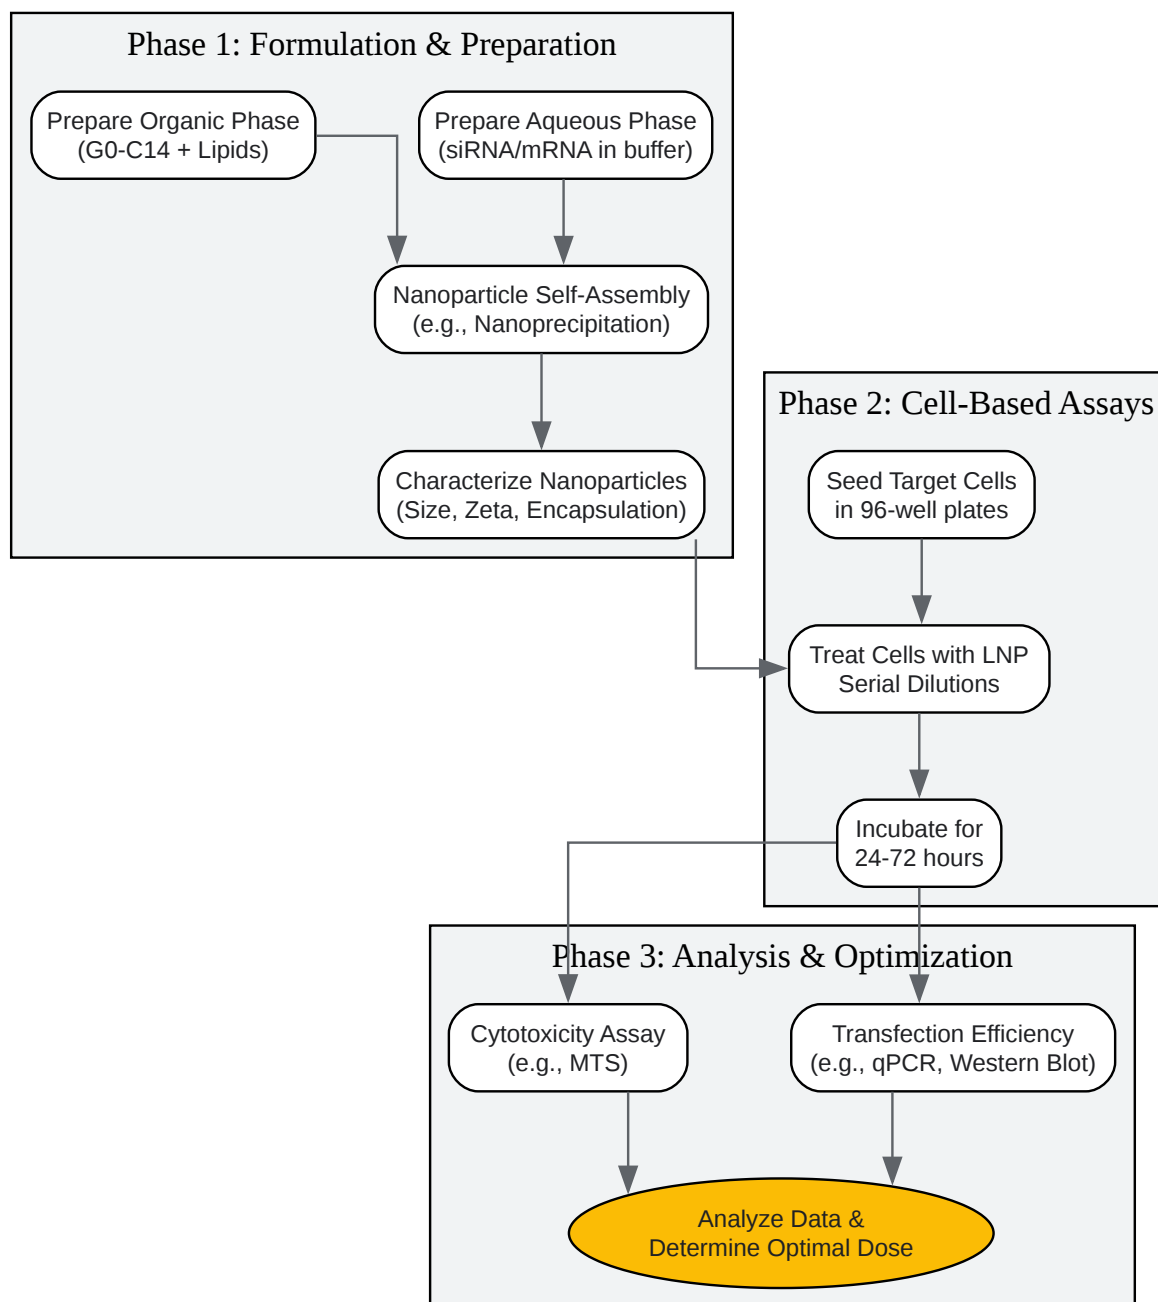 Phase 1: Formulation & Preparation
Prepare Organic Phase
(G0-C14 + Lipids)
Prepare Aqueous Phase
(siRNA/mRNA in buffer)
Nanoparticle Self-Assembly
(e.g., Nanoprecipitation)
Characterize Nanoparticles
(Size, Zeta, Encapsulation)
Phase 2: Cell-Based Assays
Seed Target Cells
in 96-well plates
Treat Cells with LNP
Serial Dilutions
Incubate for
24-72 hours
Phase 3: Analysis & Optimization
Cytotoxicity Assay
(e.g., MTS)
Transfection Efficiency
(e.g., qPCR, Western Blot)
Analyze Data &
Determine Optimal Dose